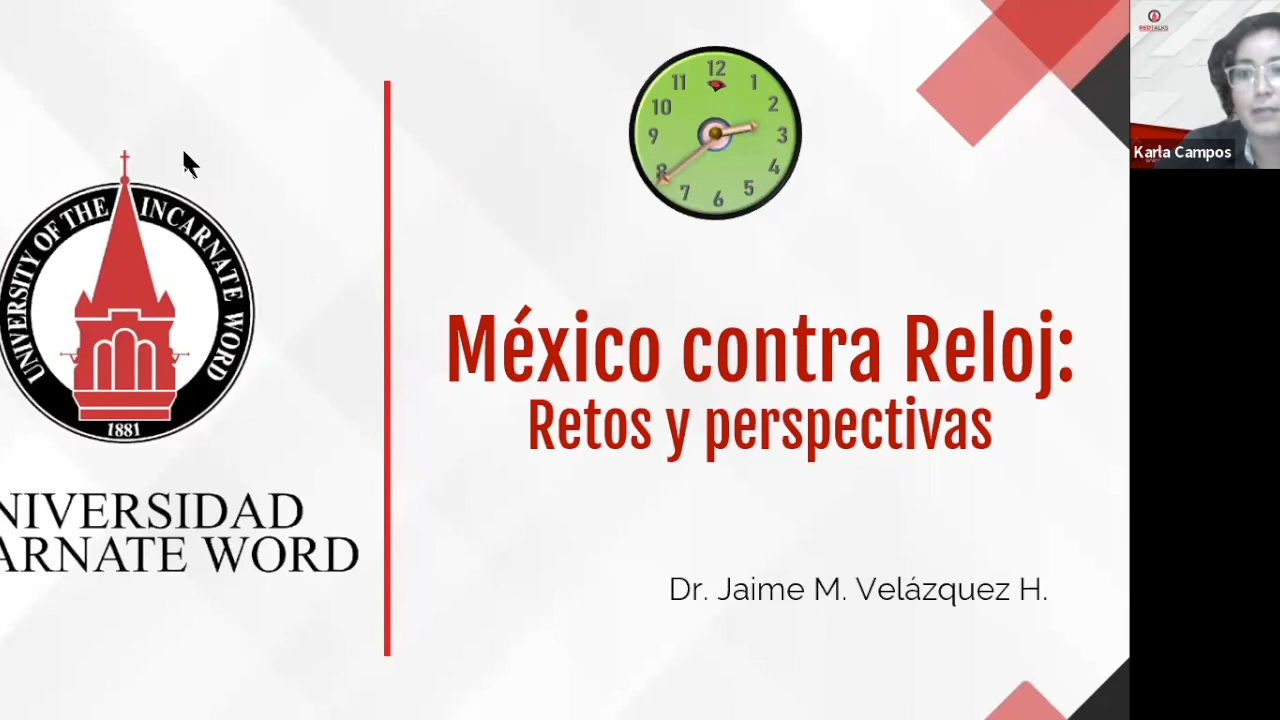 12
11 1
10 2
9 3
8 4
7 5
6
UNIVERSITY OF THE INCARNATE WORD
1881
NIVERSIDAD
ARNATE WORD
México contra Reloj:
Retos y perspectivas
Dr. Jaime M. Velázquez H.
REDTALKS
Karla Campos